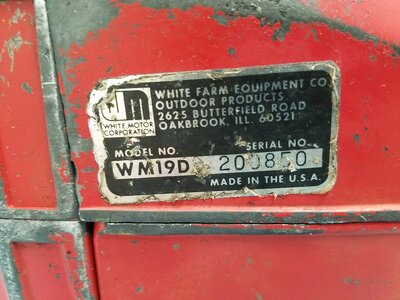 WHITE FARM EQUIPMENT CO
OUTDOOR PRODUCTS
2625 BUTTERFIELD ROAD
OAKBROOK, ILL. 60521
WHITE MOTOR
CORPORATION
MODEL NO. SERIAL NO.
WM19D 200850
MADE IN THE U.S.A.